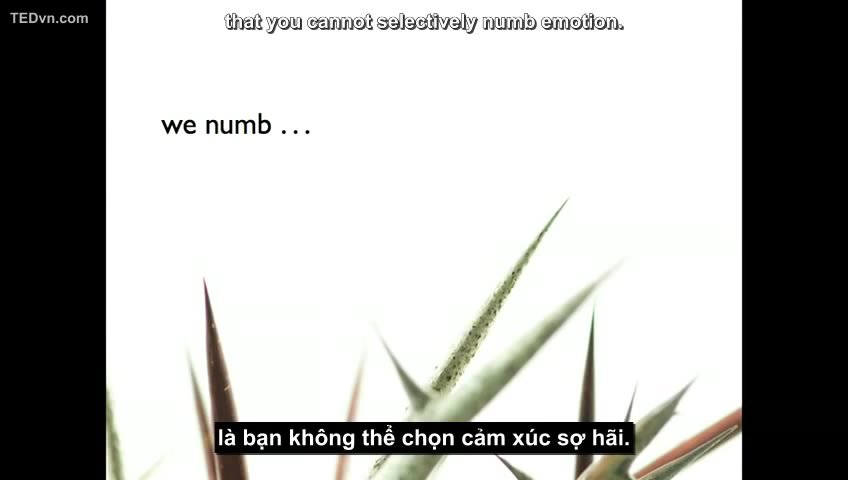 TEDvn.com
that you cannot selectively numb emotion.
we numb ...
là bạn không thể chọn cảm xúc sợ hãi.